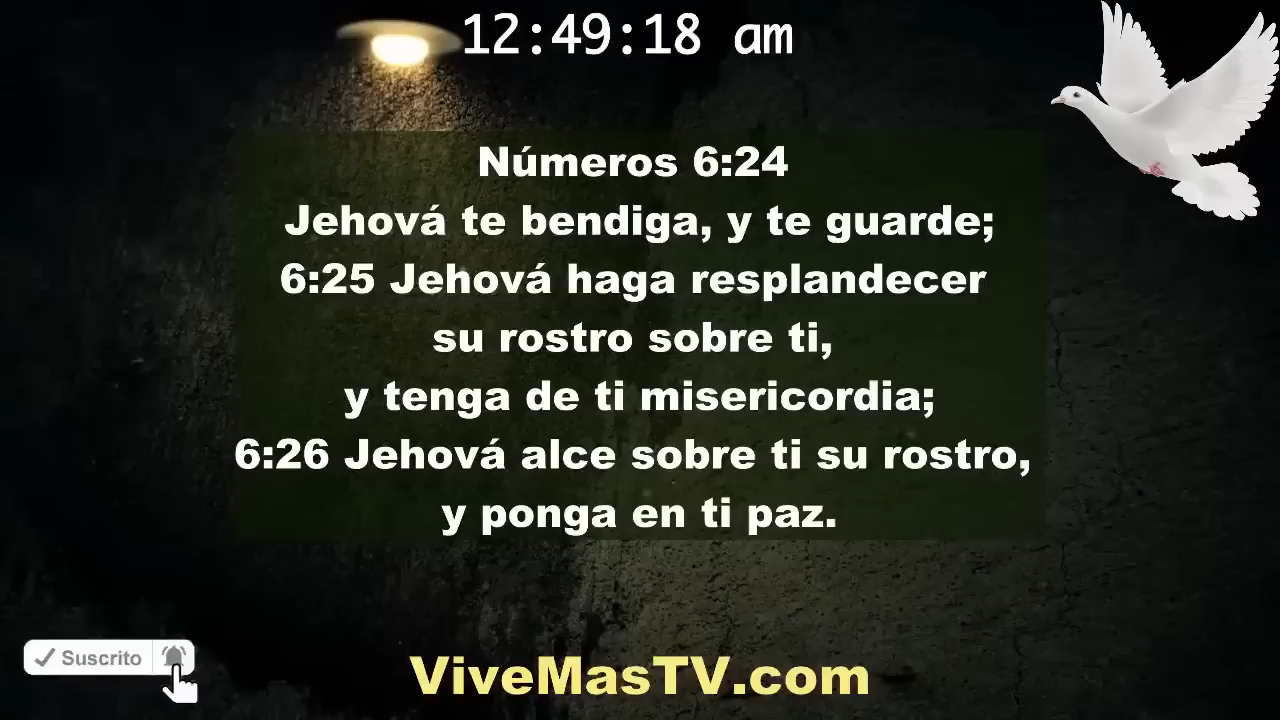 12:49:18 am
Números 6:24
Jehová te bendiga, y te guarde;
6:25 Jehová haga resplandecer
su rostro sobre ti,
y tenga de ti misericordia;
6:26 Jehová alce sobre ti su rostro,
y ponga en ti paz.
Suscrito
ViveMasTV.com